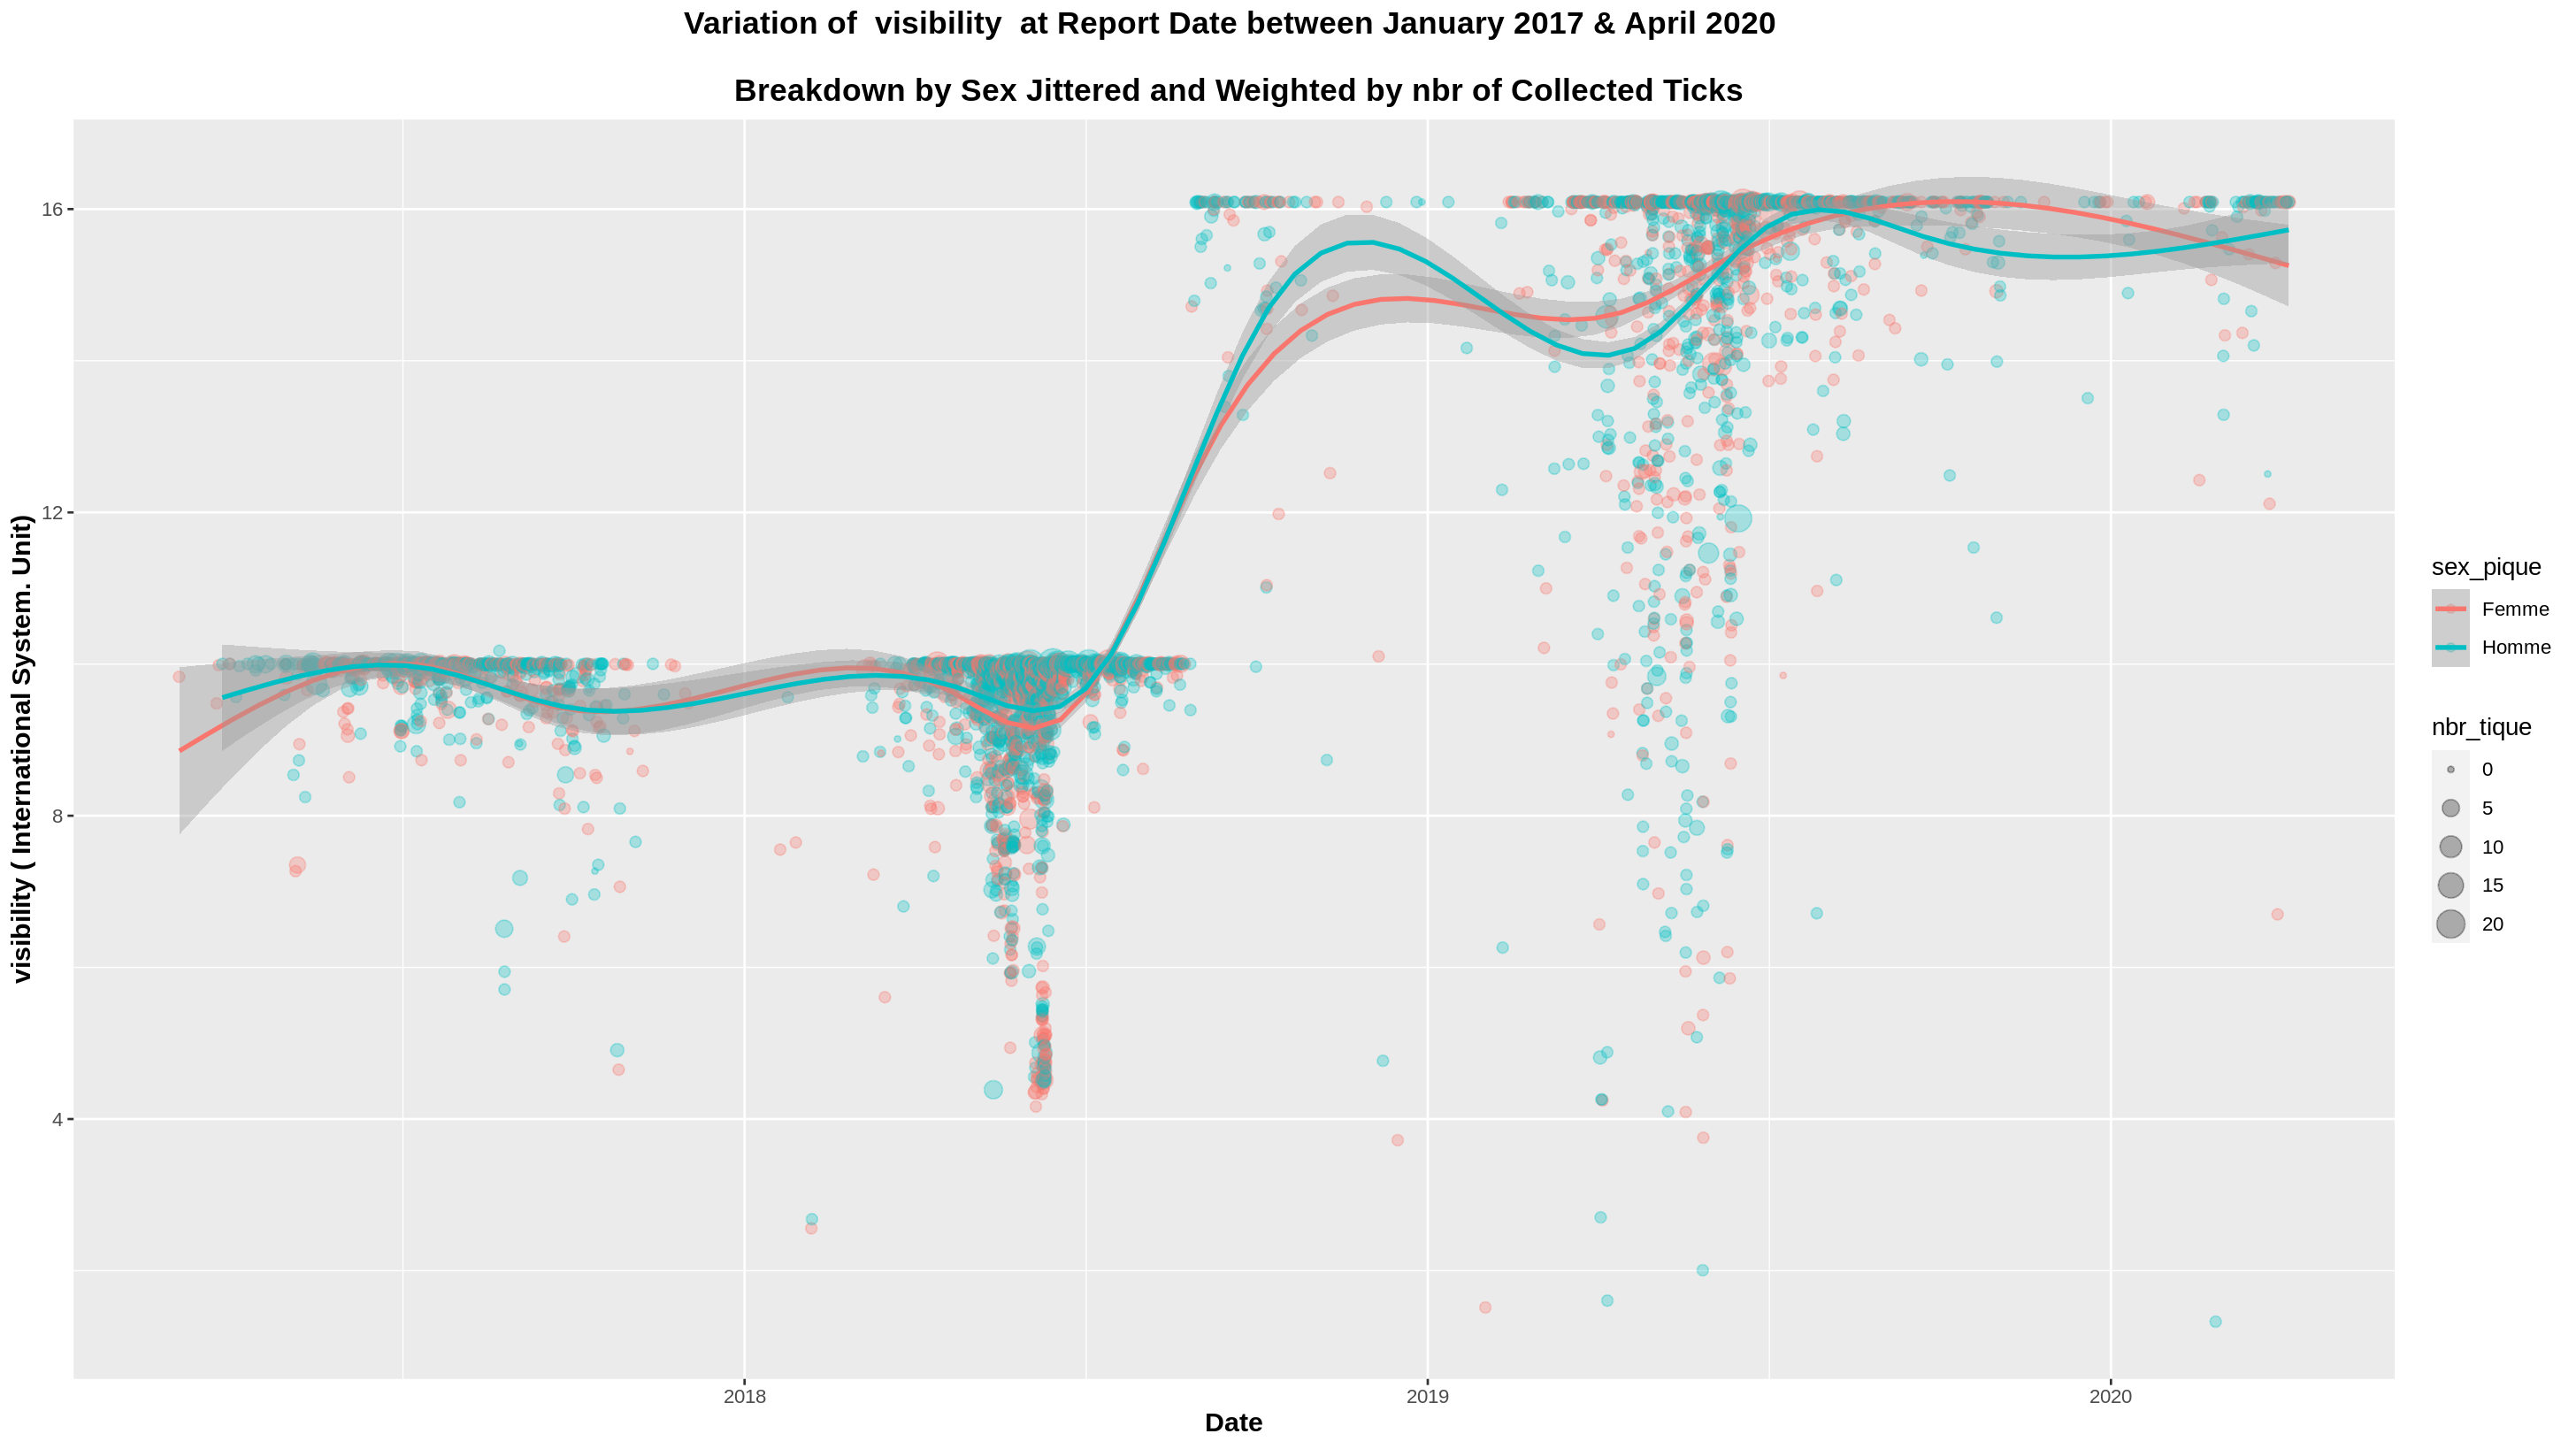 Variation of  visibility  at Report Date between January 2017 & April 2020
Breakdown by Sex Jittered and Weighted by nbr of Collected Ticks
visibility ( International System. Unit)
16
12
8
4
2018
2019
2020
Date
sex_pique
Femme
Homme
nbr_tique
0
5
10
15
20